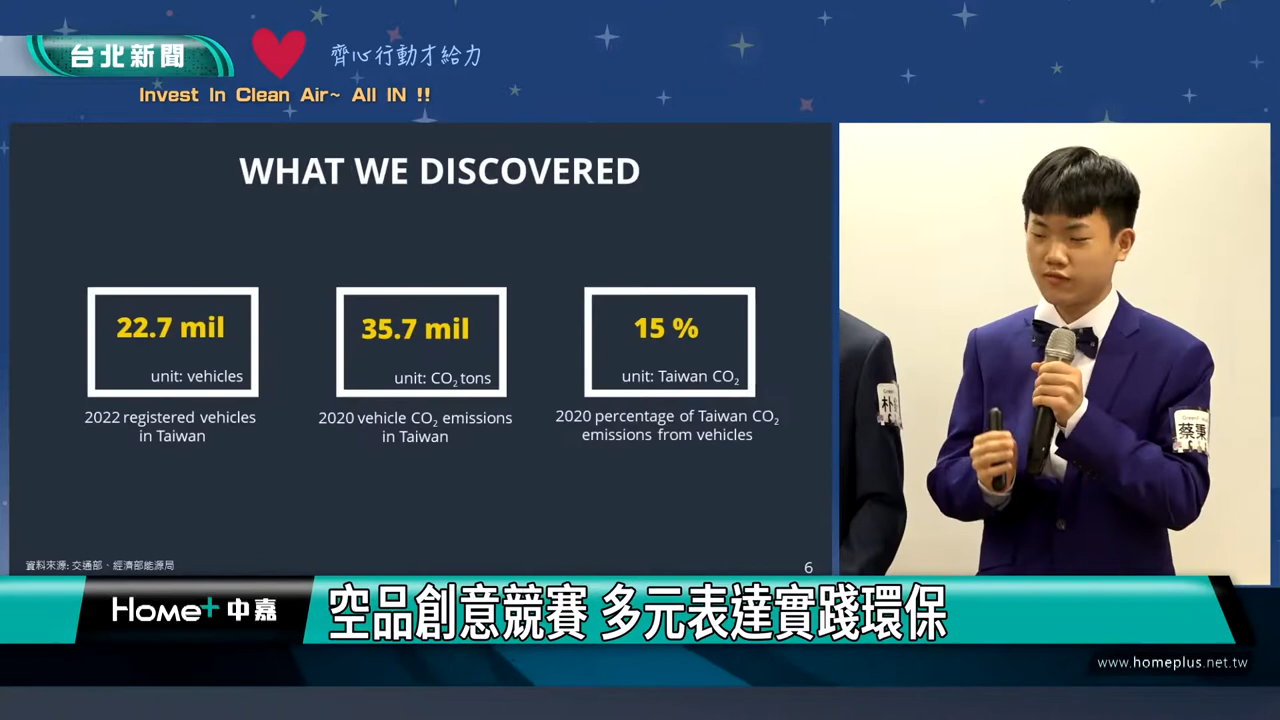 台北新聞
齊心行動才給力
Invest In Clean Air~ All IN !!
WHAT WE DISCOVERED
22.7 mil
unit: vehicles
2022 registered vehicles
in Taiwan
35.7 mil
unit: CO₂ tons
2020 vehicle CO₂ emissions
in Taiwan
15 %
unit: Taiwan CO₂
2020 percentage of Taiwan CO₂
emissions from vehicles
資料來源: 交通部、經濟部能源局
6
朴
蔡秉
Home+ 中嘉
空品創意競賽 多元表達實踐環保
www.homeplus.net.tw